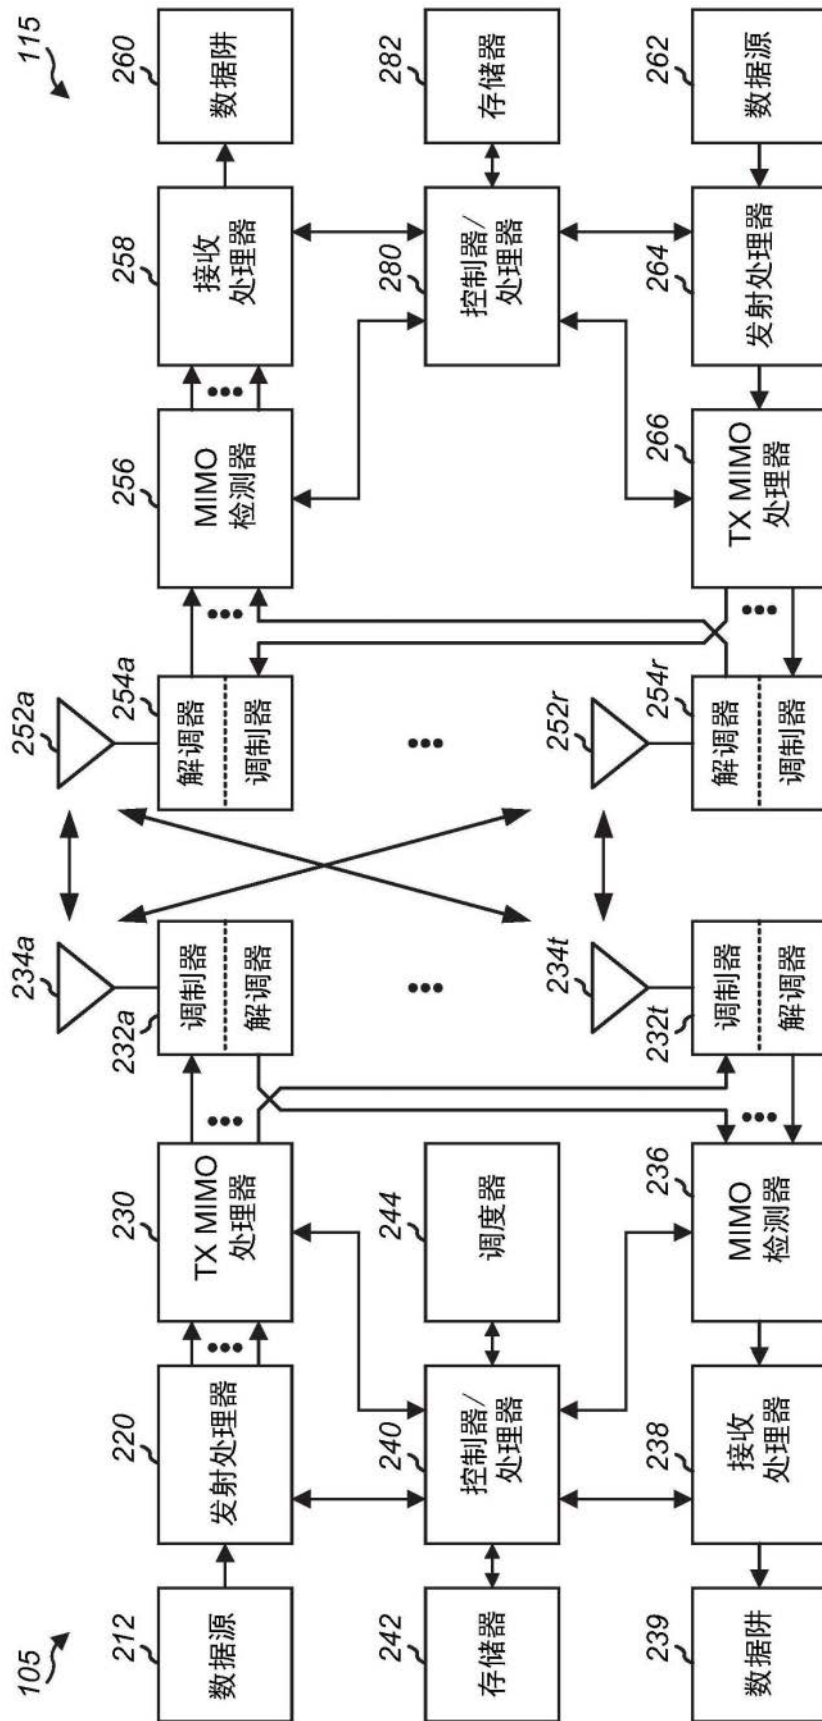 105
115
212
数据源
220
发射处理器
230
TX MIMO
处理器
232a
调制器
解调器
234a
252a
254a
解调器
调制器
256
MIMO
检测器
258
接收
处理器
260
数据阱
242
存储器
240
控制器/
处理器
244
调度器
280
控制器/
处理器
282
存储器
239
数据阱
238
接收
处理器
236
MIMO
检测器
232t
调制器
解调器
234t
252r
254r
解调器
调制器
266
TX MIMO
处理器
264
发射处理器
262
数据源